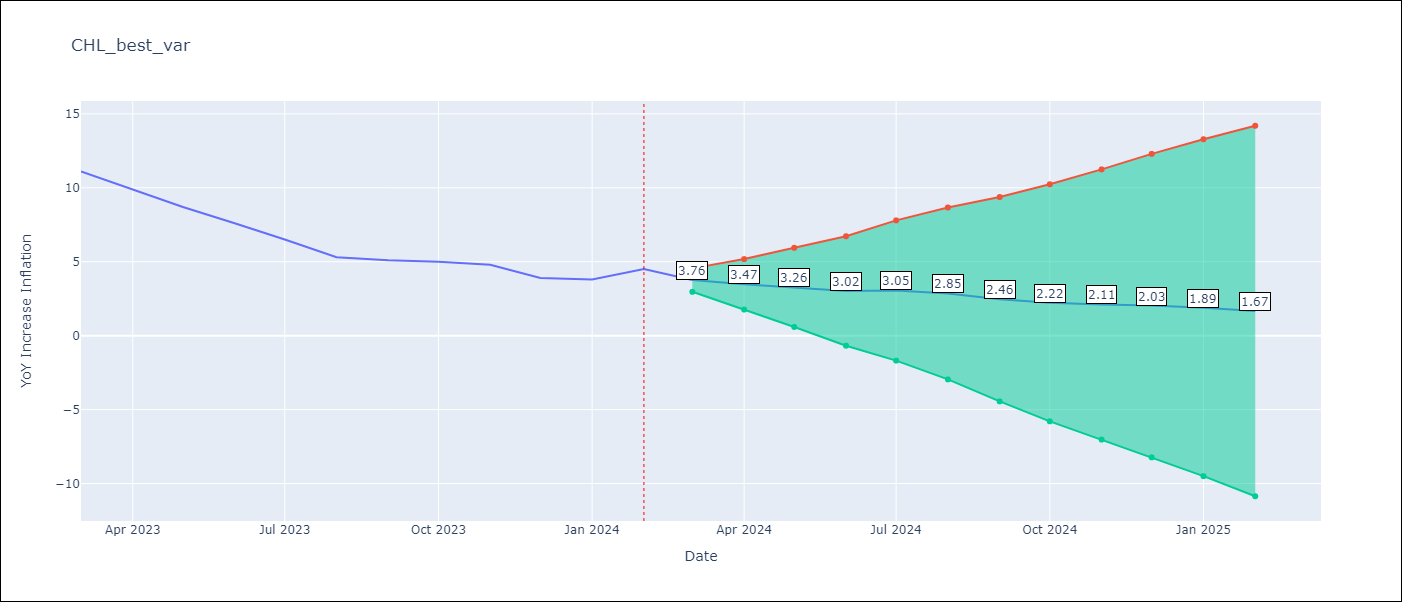 CHL_best_var
15
10
5
0
−5
−10
YoY Increase Inflation
3.76
3.47
3.26
3.02
3.05
2.85
2.46
2.22
2.11
2.03
1.89
1.67
Apr 2023
Jul 2023
Oct 2023
Jan 2024
Apr 2024
Jul 2024
Oct 2024
Jan 2025
Date